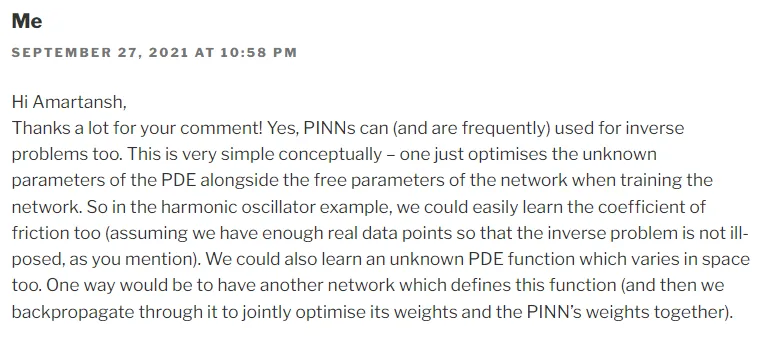 Me
SEPTEMBER 27, 2021 AT 10:58 PM
Hi Amartansh,
Thanks a lot for your comment! Yes, PINNs can (and are frequently) used for inverse
problems too. This is very simple conceptually – one just optimises the unknown
parameters of the PDE alongside the free parameters of the network when training the
network. So in the harmonic oscillator example, we could easily learn the coefficient of
friction too (assuming we have enough real data points so that the inverse problem is not ill-
posed, as you mention). We could also learn an unknown PDE function which varies in space
too. One way would be to have another network which defines this function (and then we
backpropagate through it to jointly optimise its weights and the PINN’s weights together).